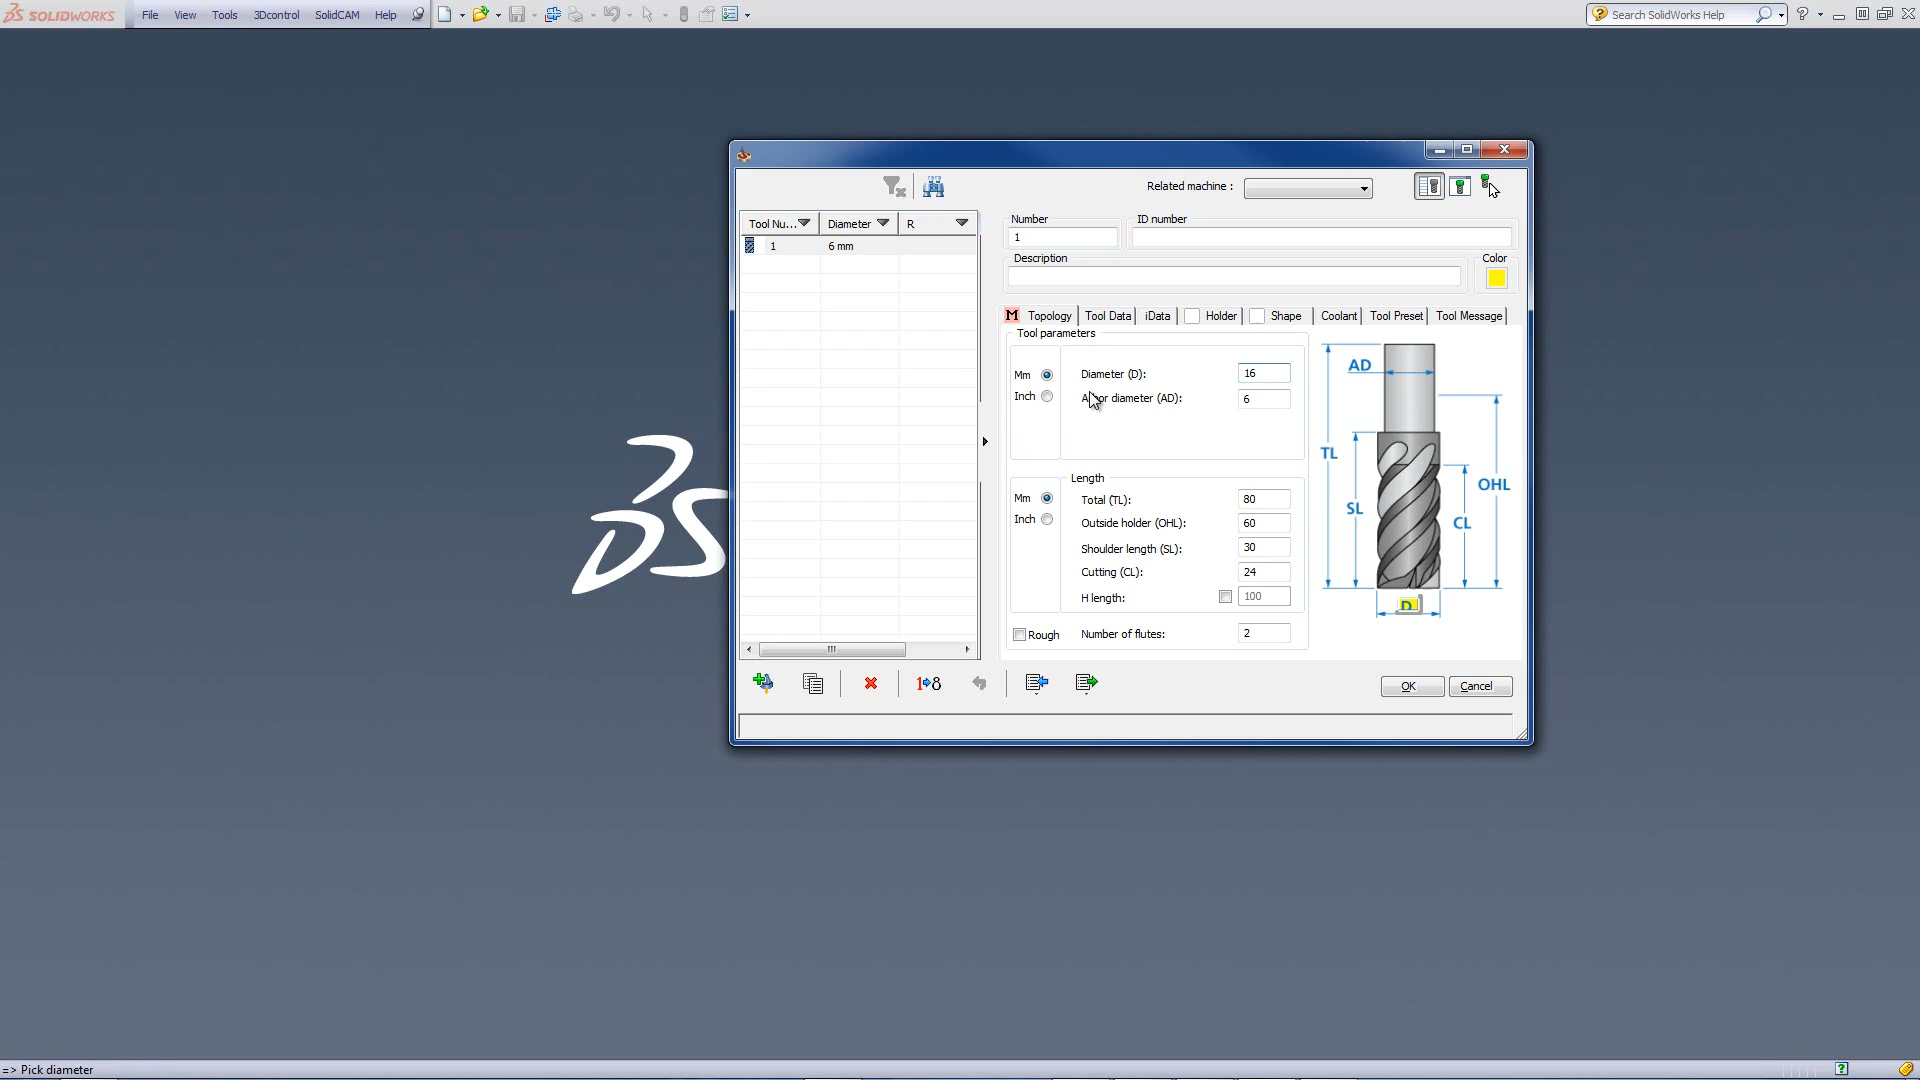 SOLIDWORKS File View Tools 3Dcontrol SolidCAM Help Search SolidWorks Help
Related machine :
Tool Nu... Diameter R
1 6 mm
Number ID number
1
Description Color
M Topology Tool Data iData Holder Shape Coolant Tool Preset Tool Message
Tool parameters
Mm Diameter (D): 16
Inch Arbor diameter (AD): 6
Length
Mm Total (TL): 80
Inch Outside holder (OHL): 60
Shoulder length (SL): 30
Cutting (CL): 24
H length: 100
Rough Number of flutes: 2
AD
TL
OHL
SL
CL
D
1 8
OK Cancel
=> Pick diameter